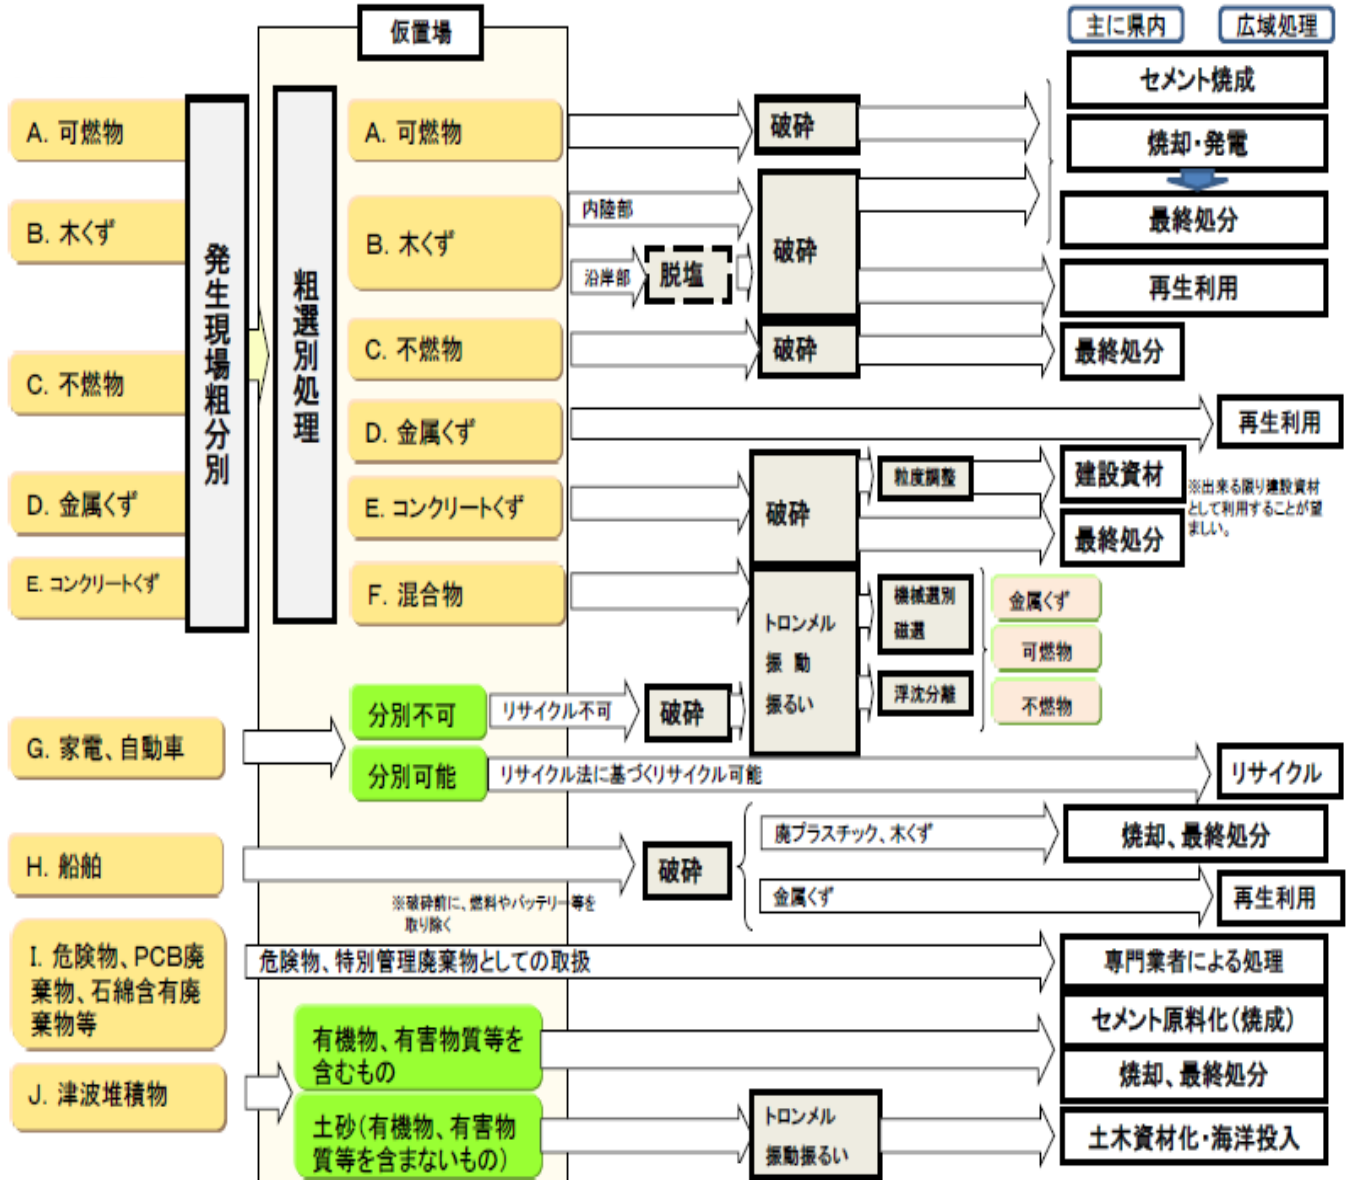 仮置場
主に県内
広域処理
A. 可燃物
B. 木くず
C. 不燃物
D. 金属くず
E. コンクリートくず
発生現場粗分別
粗選別処理
A. 可燃物
B. 木くず
C. 不燃物
D. 金属くず
E. コンクリートくず
F. 混合物
内陸部
沿岸部
脱塩
破砕
破砕
破砕
セメント焼成
焼却・発電
最終処分
再生利用
最終処分
再生利用
破砕
粒度調整
建設資材
最終処分
※出来る限り建設資材
として利用することが望
ましい。
トロンメル
振 動
振るい
機械選別
磁選
浮沈分離
金属くず
可燃物
不燃物
G. 家電、自動車
分別不可
リサイクル不可
破砕
分別可能
リサイクル法に基づくリサイクル可能
リサイクル
H. 船舶
※破砕前に、燃料やバッテリー等を
取り除く
破砕
廃プラスチック、木くず
焼却、最終処分
金属くず
再生利用
I. 危険物、PCB廃
棄物、石綿含有廃
棄物等
危険物、特別管理廃棄物としての取扱
専門業者による処理
J. 津波堆積物
有機物、有害物質等を
含むもの
セメント原料化(焼成)
焼却、最終処分
土砂(有機物、有害物
質等を含まないもの)
トロンメル
振動振るい
土木資材化・海洋投入